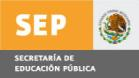 SEP
SECRETARÍA DE
EDUCACIÓN PÚBLICA